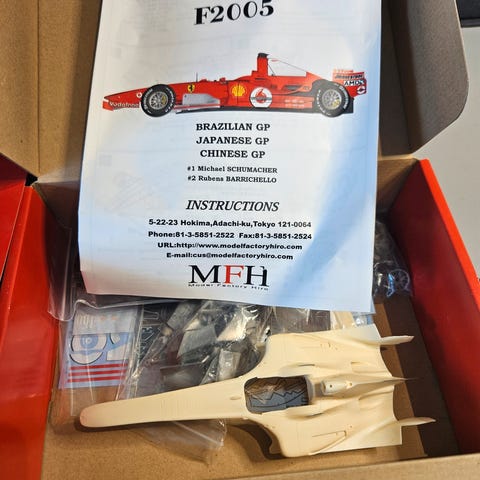 F2005
Vodafone
AMD
BRAZILIAN GP
JAPANESE GP
CHINESE GP
#1 Michael SCHUMACHER
#2 Rubens BARRICHELLO
INSTRUCTIONS
5-22-23 Hokima,Adachi-ku,Tokyo 121-0064
Phone:81-3-5851-2522 Fax:81-3-5851-2524
URL:http://www.modelfactoryhiro.com
E-mail:cus@modelfactoryhiro.com
MFH
Model Factory Hiro